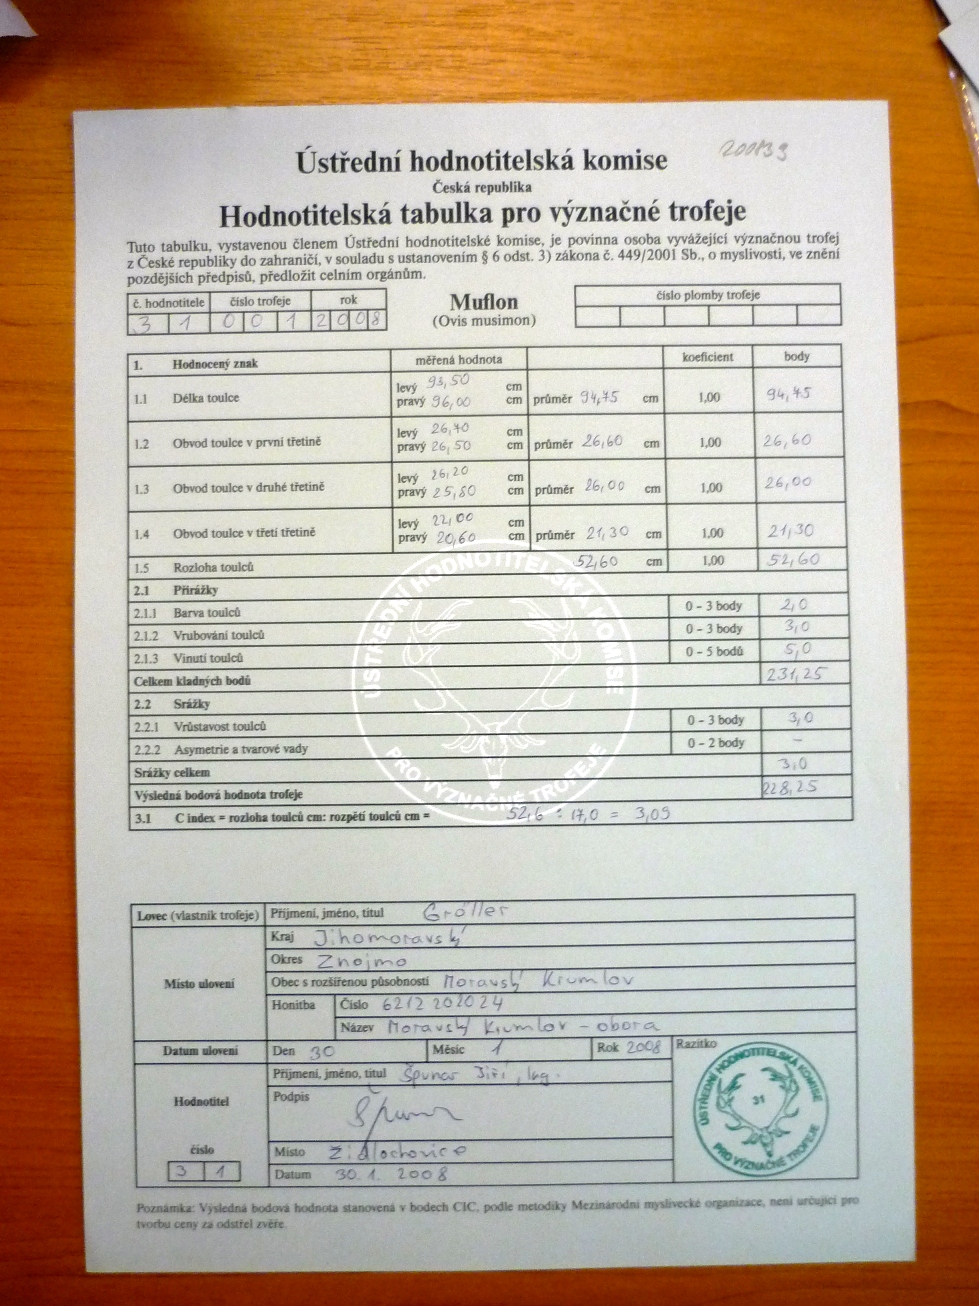 200839
Ústřední hodnotitelská komise
Česká republika
Hodnotitelská tabulka pro význačné trofeje
Tuto tabulku, vystavenou členem Ústřední hodnotitelské komise, je povinna osoba vyvážející význačnou trofej
z České republiky do zahraničí, v souladu s ustanovením § 6 odst. 3) zákona č. 449/2001 Sb., o myslivosti, ve znění
pozdějších předpisů, předložit celním orgánům.
č. hodnotitele číslo trofeje rok
3 1 0 0 1 2 0 0 8
Muflon
(Ovis musimon)
číslo plomby trofeje
1. Hodnocený znak měřená hodnota koeficient body
levý 93,50 cm
1.1 Délka toulce pravý 96,00 cm průměr 94,75 cm 1,00 94,75
levý 26,70 cm
1.2 Obvod toulce v první třetině pravý 26,50 cm průměr 26,60 cm 1,00 26,60
levý 26,20 cm
1.3 Obvod toulce v druhé třetině pravý 25,80 cm průměr 26,00 cm 1,00 26,00
levý 22,00 cm
1.4 Obvod toulce v třetí třetině pravý 20,60 cm průměr 21,30 cm 1,00 21,30
1.5 Rozloha toulců 52,60 cm 1,00 52,60
2.1 Přirážky
2.1.1 Barva toulců 0 – 3 body 2,0
2.1.2 Vrubování toulců 0 – 3 body 3,0
2.1.3 Vinutí toulců 0 – 5 bodů 5,0
Celkem kladných bodů 231,25
2.2 Srážky
2.2.1 Vrůstavost toulců 0 – 3 body 3,0
2.2.2 Asymetrie a tvarové vady 0 – 2 body –
Srážky celkem 3,0
Výsledná bodová hodnota trofeje 228,25
3.1 C index = rozloha toulců cm: rozpětí toulců cm = 52,6 : 17,0 = 3,09
ÚSTŘEDNÍ HODNOTITELSKÁ KOMISE
PRO VÝZNAČNÉ TROFEJE
Lovec (vlastník trofeje) Příjmení, jméno, titul Gröller
Místo ulovení
Kraj Jihomoravský
Okres Znojmo
Obec s rozšířenou působností Moravský Krumlov
Honitba Číslo 6212 202024
Název Moravský Krumlov – obora
Datum ulovení Den 30 Měsíc 1 Rok 2008 Razítko
Hodnotitel
Příjmení, jméno, titul Špunar Jiří, Ing.
Podpis
číslo
3 1
Místo Židlochovice
Datum 30. 1. 2008
ÚSTŘEDNÍ HODNOTITELSKÁ KOMISE
31
PRO VÝZNAČNÉ TROFEJE
Poznámka: Výsledná bodová hodnota stanovená v bodech CIC, podle metodiky Mezinárodní myslivecké organizace, není určující pro
tvorbu ceny za odstřel zvěře.